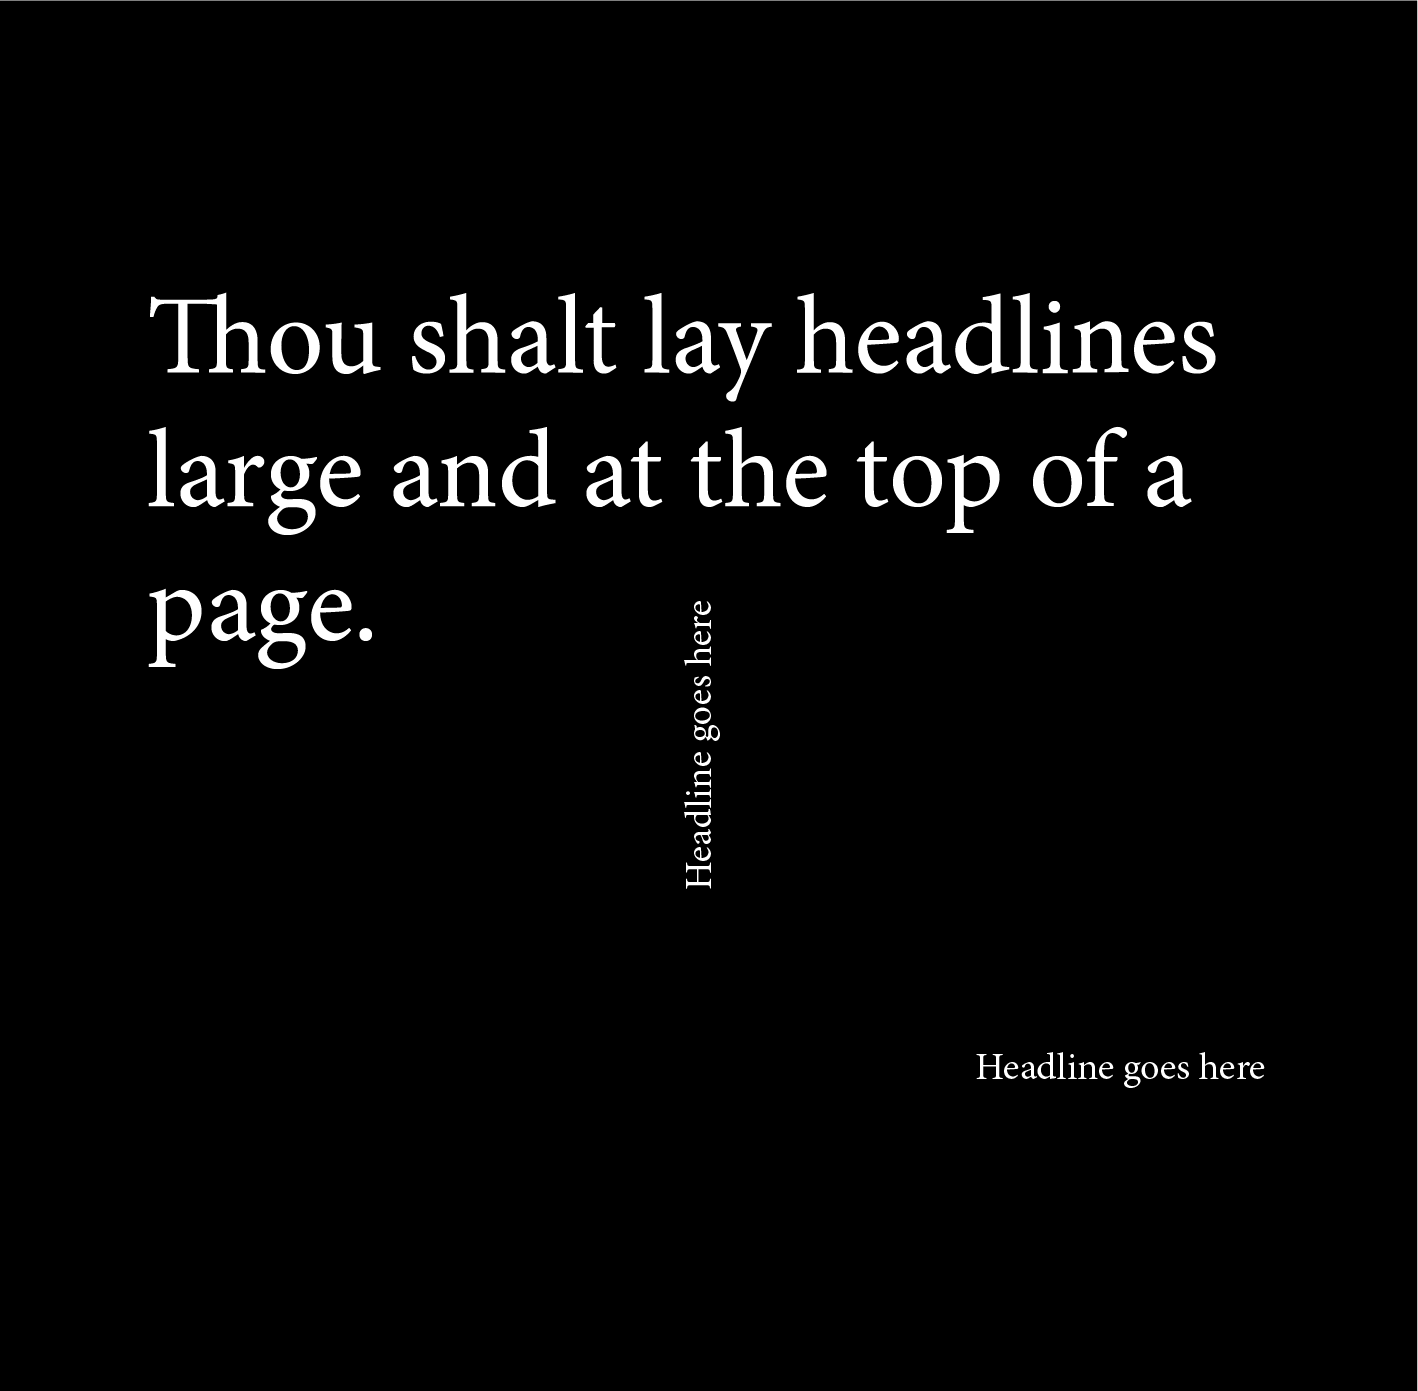 Thou shalt lay headlines
large and at the top of a
page.
Headline goes here
Headline goes here